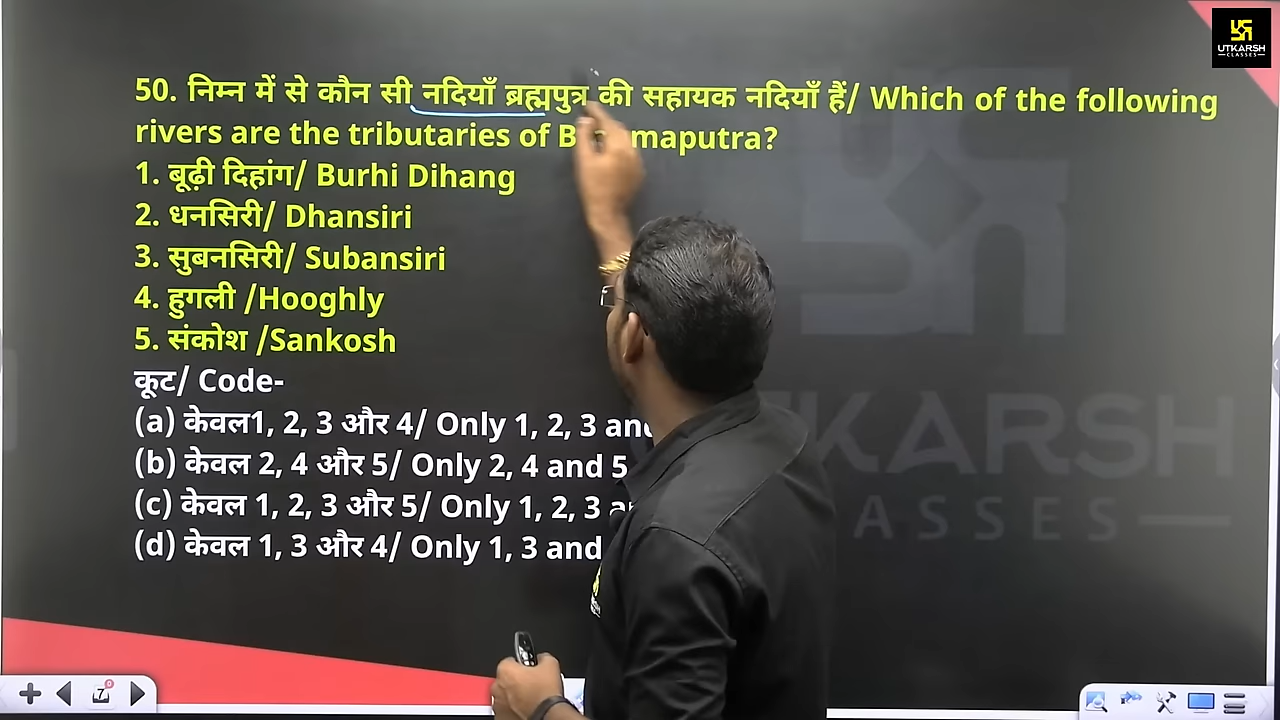 UTKARSH
CLASSES
50. निम्न में से कौन सी नदियाँ ब्रह्मपुत्र की सहायक नदियाँ हैं/ Which of the following
rivers are the tributaries of maputra?
1. बूढ़ी दिहांग/ Burhi Dihang
2. धनसिरी/ Dhansiri
3. सुबनसिरी/ Subansiri
4. हुगली /Hooghly
5. संकोश /Sankosh
कूट/ Code-
(a) केवल1, 2, 3 और 4/ Only 1, 2, 3 and
(b) केवल 2, 4 और 5/ Only 2, 4 and 5
(c) केवल 1, 2, 3 और 5/ Only 1, 2, 3
(d) केवल 1, 3 और 4/ Only 1, 3 and
TKARSH
LASSES